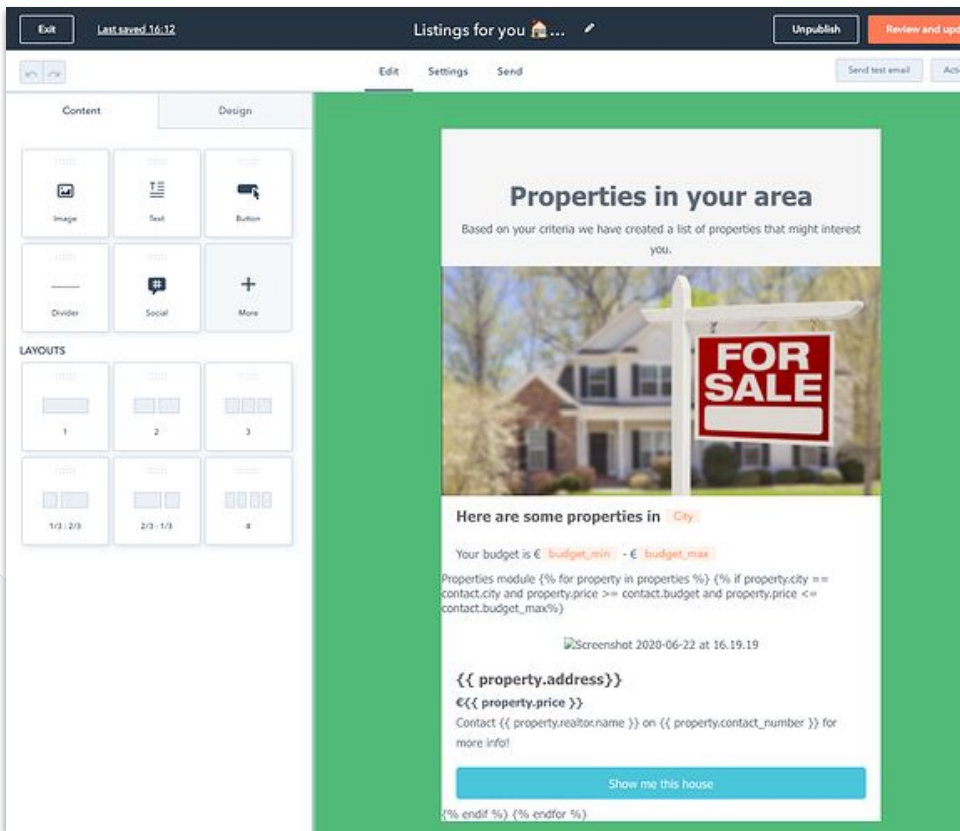 Exit
Last saved 16:12
Listings for you 🏠...
Unpublish
Review and upd
Edit
Settings
Send
Send test email
Acti
Content
Design
Image
Text
Button
Divider
Social
More
LAYOUTS
1
2
3
1/3 : 2/3
2/3 : 1/3
4
Properties in your area
Based on your criteria we have created a list of properties that might interest
you.
FOR
SALE
Here are some properties in City
Your budget is € budget_min - € budget_max
Properties module {% for property in properties %} {% if property.city ==
contact.city and property.price >= contact.budget and property.price <=
contact.budget_max%}
Screenshot 2020-06-22 at 16.19.19
{{ property.address}}
€{{ property.price }}
Contact {{ property.realtor.name }} on {{ property.contact_number }} for
more info!
Show me this house
{% endif %} {% endfor %}